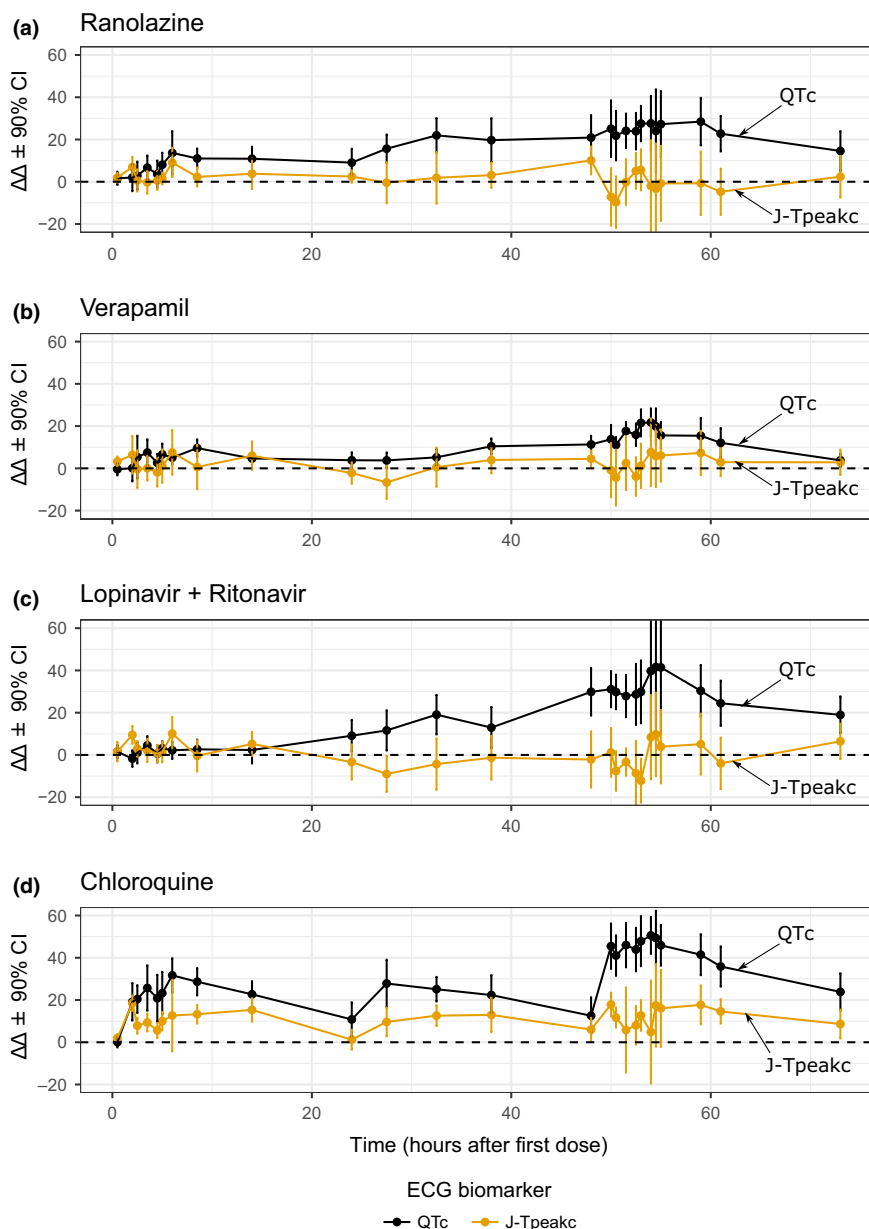 (a) Ranolazine
60
40
20
0
−20
ΔΔ ± 90% CI
QTc
J-Tpeakc
0 20 40 60
(b) Verapamil
60
40
20
0
−20
ΔΔ ± 90% CI
QTc
J-Tpeakc
0 20 40 60
(c) Lopinavir + Ritonavir
60
40
20
0
−20
ΔΔ ± 90% CI
QTc
J-Tpeakc
0 20 40 60
(d) Chloroquine
60
40
20
0
−20
ΔΔ ± 90% CI
QTc
J-Tpeakc
0 20 40 60
Time (hours after first dose)
ECG biomarker
QTc J-Tpeakc